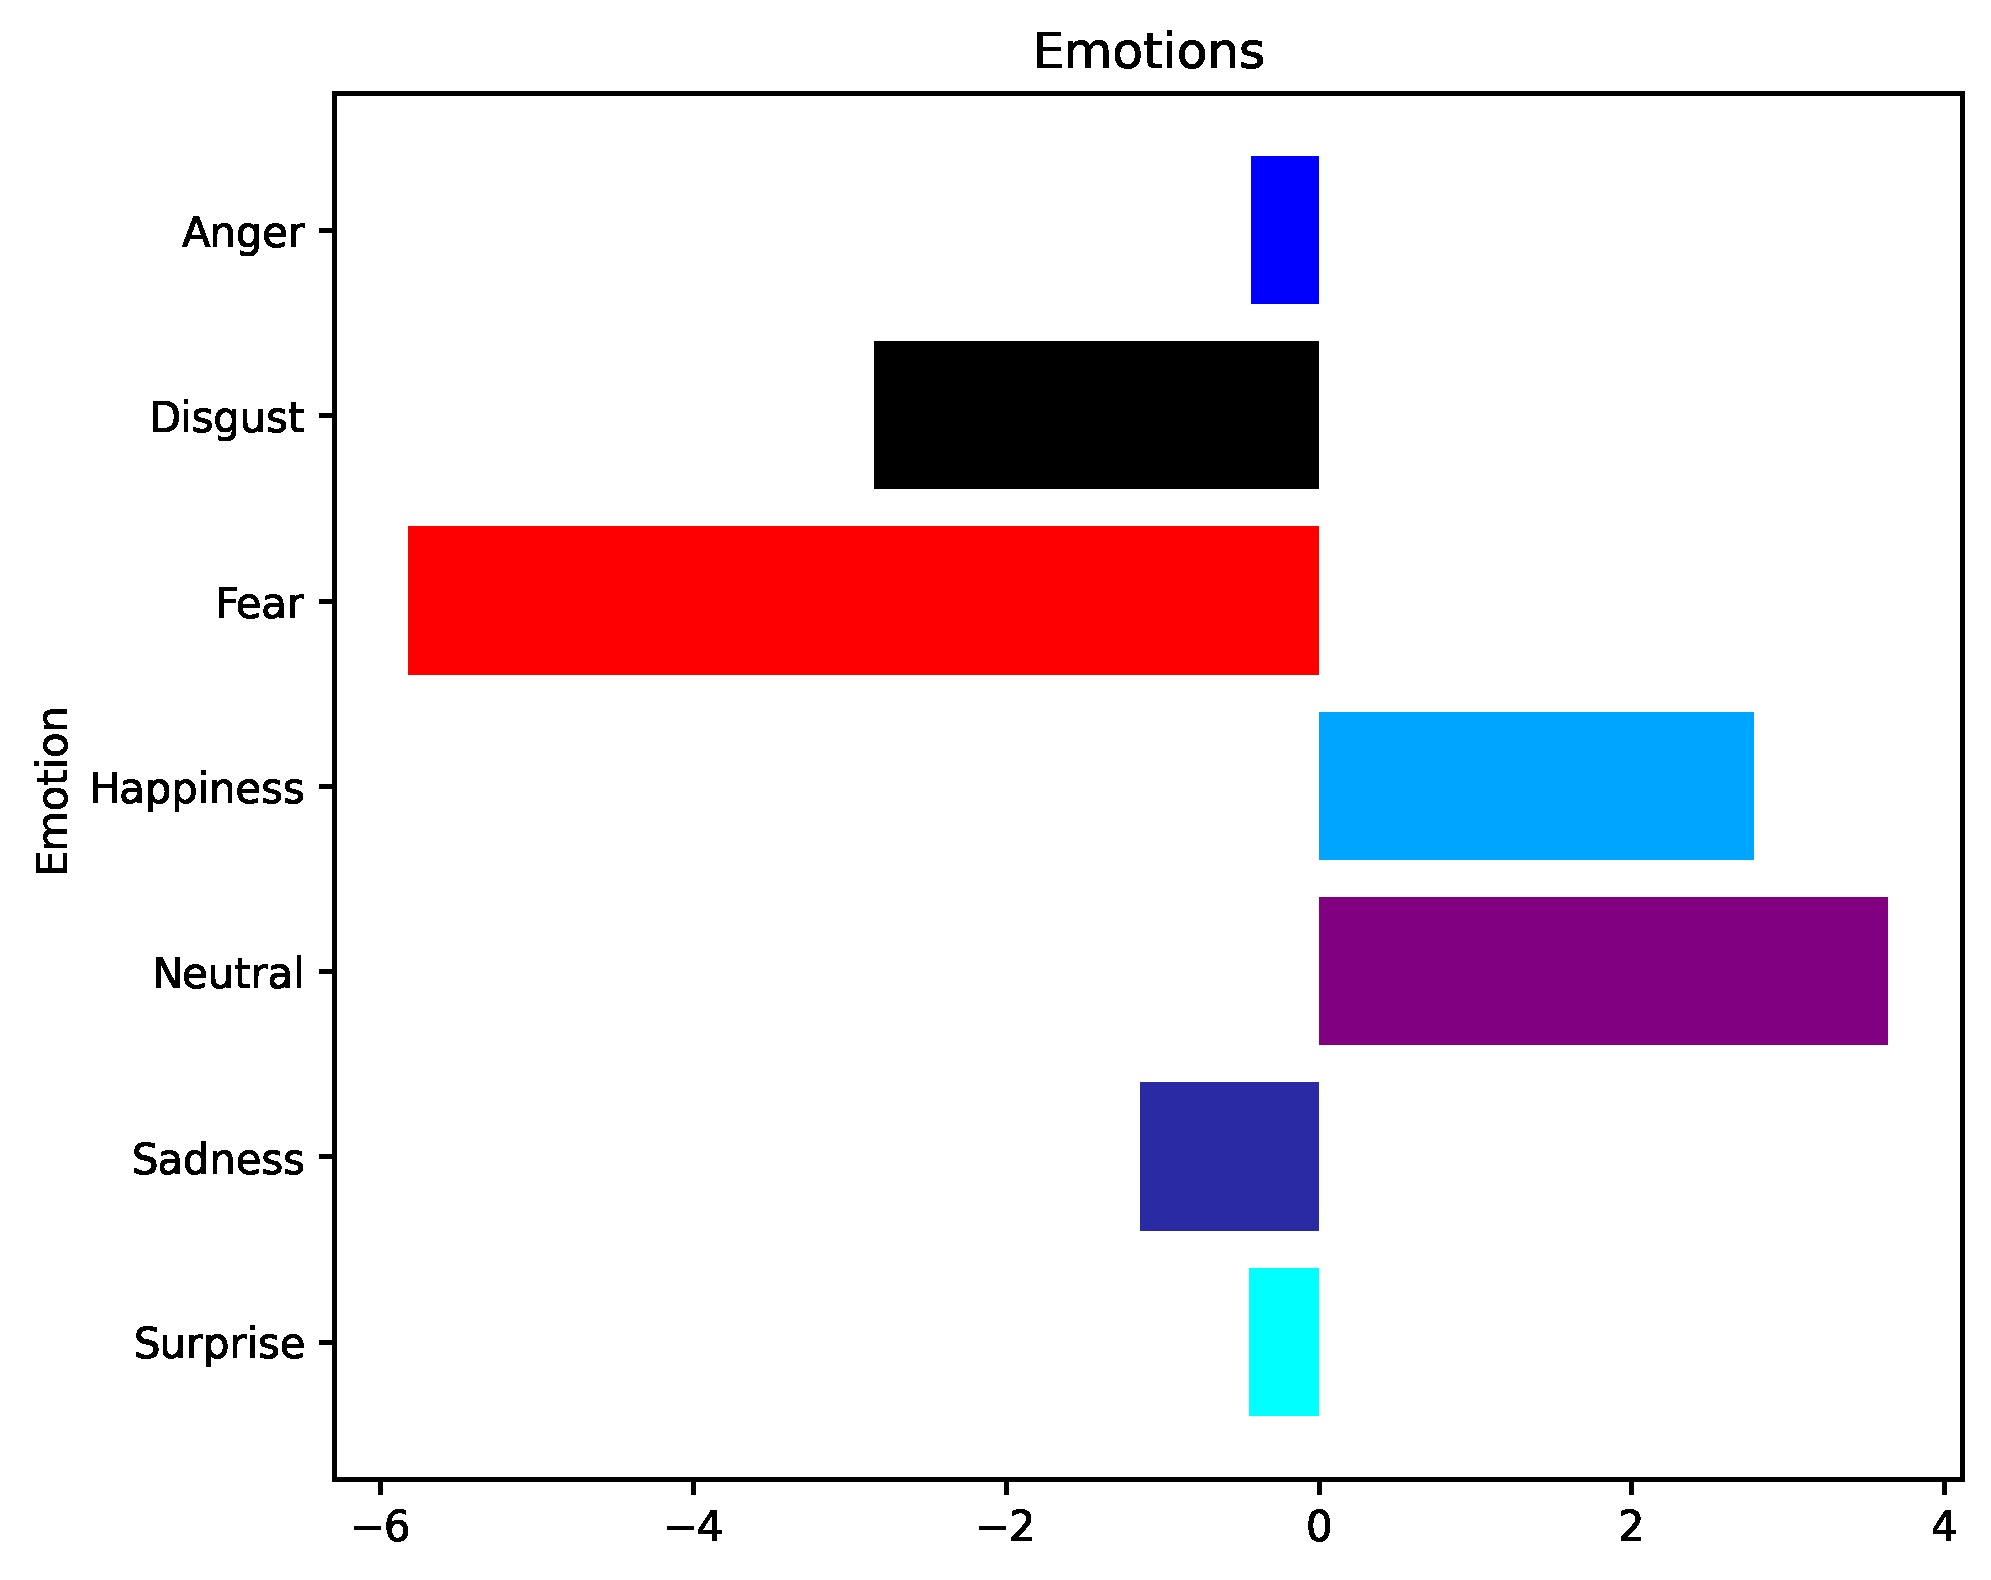 Emotions
Anger
Disgust
Fear
Happiness
Neutral
Sadness
Surprise
Emotion
−6 −4 −2 0 2 4